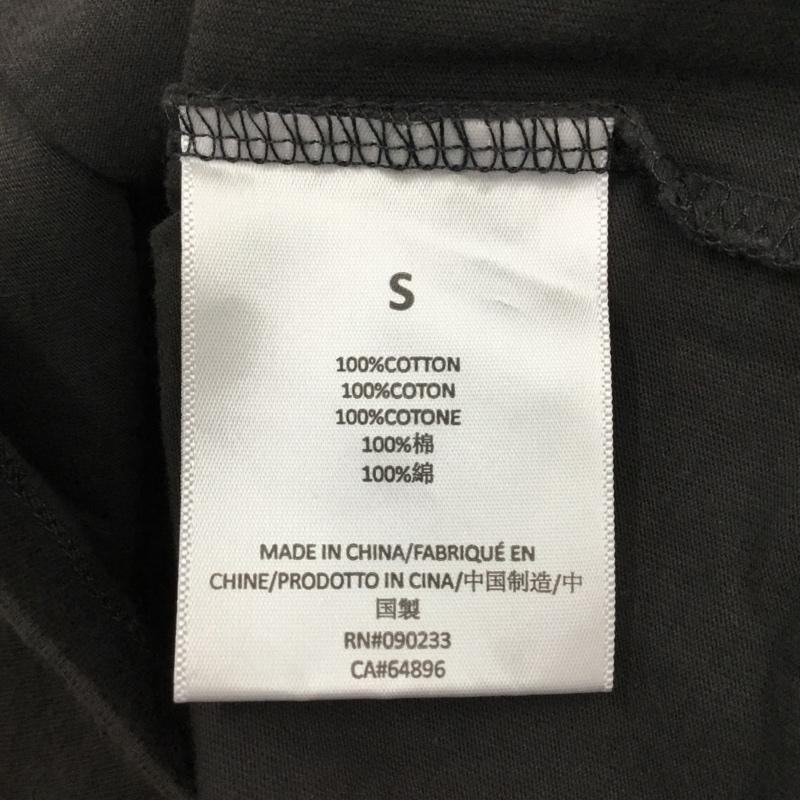 S
100%COTTON
100%COTON
100%COTONE
100%棉
100%綿
MADE IN CHINA/FABRIQUÉ EN
CHINE/PRODOTTO IN CINA/中国制造/中
国製
RN#090233
CA#64896